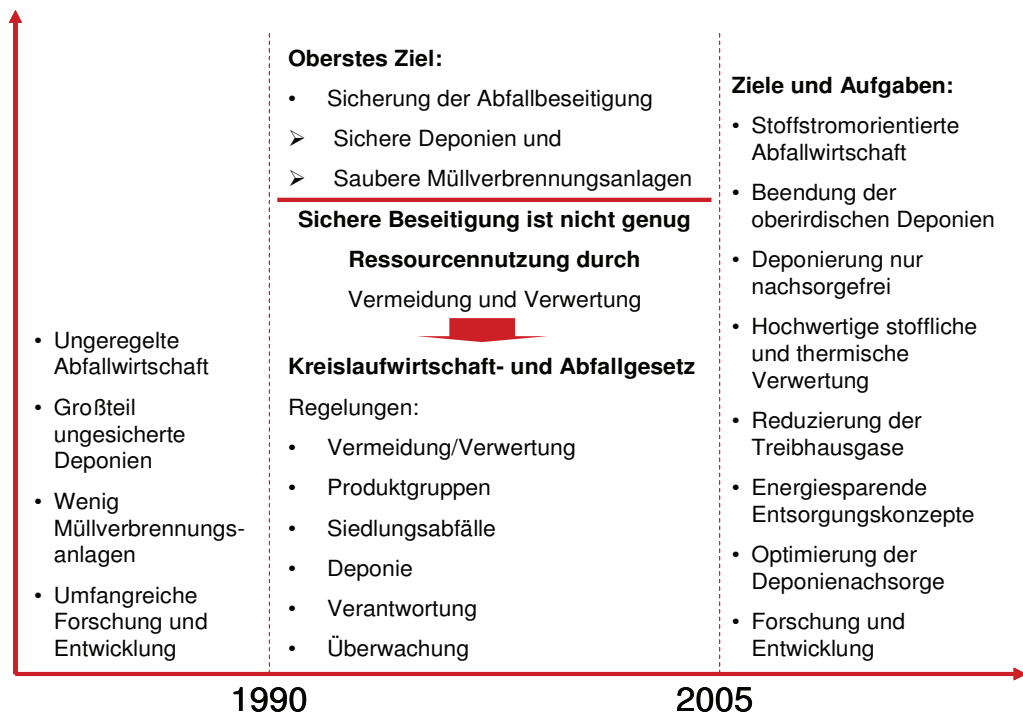 • Ungeregelte
Abfallwirtschaft
• Großteil
ungesicherte
Deponien
• Wenig
Müllverbrennungs-
anlagen
• Umfangreiche
Forschung und
Entwicklung
Oberstes Ziel:
• Sicherung der Abfallbeseitigung
➢ Sichere Deponien und
➢ Saubere Müllverbrennungsanlagen
Sichere Beseitigung ist nicht genug
Ressourcennutzung durch
Vermeidung und Verwertung
Kreislaufwirtschaft- und Abfallgesetz
Regelungen:
• Vermeidung/Verwertung
• Produktgruppen
• Siedlungsabfälle
• Deponie
• Verantwortung
• Überwachung
Ziele und Aufgaben:
• Stoffstromorientierte
Abfallwirtschaft
• Beendung der
oberirdischen Deponien
• Deponierung nur
nachsorgefrei
• Hochwertige stoffliche
und thermische
Verwertung
• Reduzierung der
Treibhausgase
• Energiesparende
Entsorgungskonzepte
• Optimierung der
Deponienachsorge
• Forschung und
Entwicklung
1990
2005